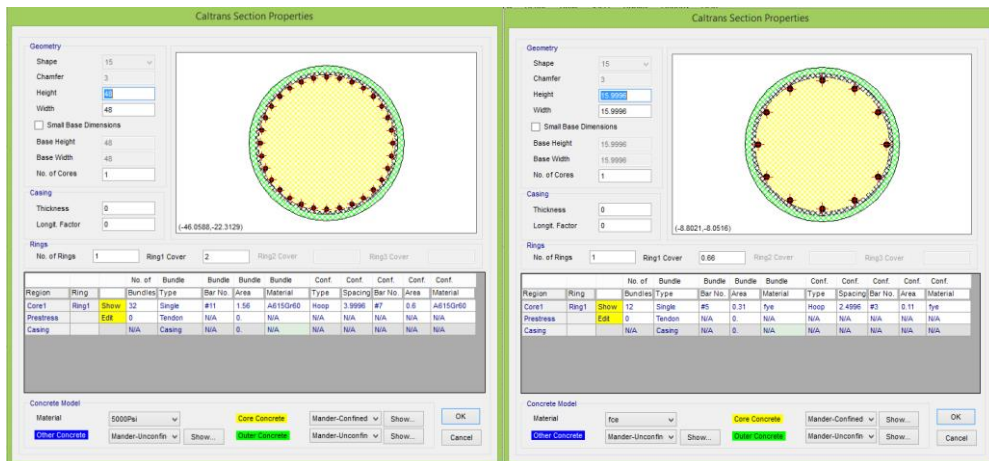 Caltrans Section Properties
Geometry
Shape 15
Chamfer 3
Height 48
Width 48
Small Base Dimensions
Base Height 48
Base Width 48
No. of Cores 1
Casing
Thickness 0
Longit. Factor 0
(-46.0588,-22.3129)
Rings
No. of Rings 1 Ring1 Cover 2 Ring2 Cover Ring3 Cover
No. of Bundle Bundle Bundle Bundle Conf. Conf. Conf. Conf. Conf.
Region Ring Bundles Type Bar No. Area Material Type Spacing Bar No. Area Material
Core1 Ring1 Show 32 Single #11 1.56 A615Gr60 Hoop 3.9996 #7 0.6 A615Gr60
Prestress Edit 0 Tendon N/A 0. N/A N/A N/A N/A N/A N/A
Casing N/A Casing N/A 0. N/A N/A N/A N/A N/A N/A
Concrete Model
Material 5000Psi Core Concrete Mander-Confined Show... OK
Other Concrete Mander-Unconfin Show... Outer Concrete Mander-Unconfin Show... Cancel
Caltrans Section Properties
Geometry
Shape 15
Chamfer 3
Height 15.9996
Width 15.9996
Small Base Dimensions
Base Height 15.9996
Base Width 15.9996
No. of Cores 1
Casing
Thickness 0
Longit. Factor 0
(-8.8021,-8.0516)
Rings
No. of Rings 1 Ring1 Cover 0.66 Ring2 Cover Ring3 Cover
No. of Bundle Bundle Bundle Bundle Conf. Conf. Conf. Conf. Conf.
Region Ring Bundles Type Bar No. Area Material Type Spacing Bar No. Area Material
Core1 Ring1 Show 12 Single #5 0.31 fye Hoop 2.4996 #3 0.11 fye
Prestress Edit 0 Tendon N/A 0. N/A N/A N/A N/A N/A N/A
Casing N/A Casing N/A 0. N/A N/A N/A N/A N/A N/A
Concrete Model
Material fce Core Concrete Mander-Confined Show... OK
Other Concrete Mander-Unconfin Show... Outer Concrete Mander-Unconfin Show... Cancel